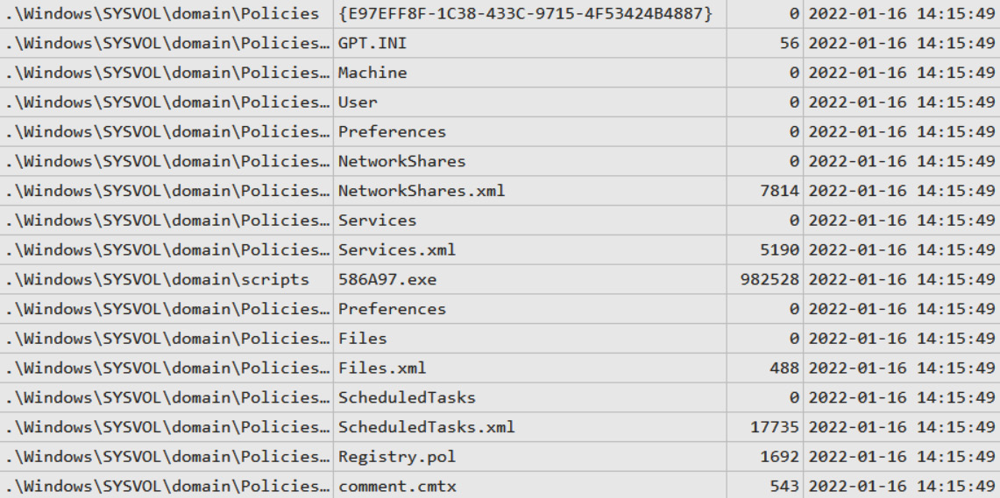 .\Windows\SYSVOL\domain\Policies {E97EFF8F-1C38-433C-9715-4F53424B4887} 0 2022-01-16 14:15:49
.\Windows\SYSVOL\domain\Policies… GPT.INI 56 2022-01-16 14:15:49
.\Windows\SYSVOL\domain\Policies… Machine 0 2022-01-16 14:15:49
.\Windows\SYSVOL\domain\Policies… User 0 2022-01-16 14:15:49
.\Windows\SYSVOL\domain\Policies… Preferences 0 2022-01-16 14:15:49
.\Windows\SYSVOL\domain\Policies… NetworkShares 0 2022-01-16 14:15:49
.\Windows\SYSVOL\domain\Policies… NetworkShares.xml 7814 2022-01-16 14:15:49
.\Windows\SYSVOL\domain\Policies… Services 0 2022-01-16 14:15:49
.\Windows\SYSVOL\domain\Policies… Services.xml 5190 2022-01-16 14:15:49
.\Windows\SYSVOL\domain\scripts 586A97.exe 982528 2022-01-16 14:15:49
.\Windows\SYSVOL\domain\Policies… Preferences 0 2022-01-16 14:15:49
.\Windows\SYSVOL\domain\Policies… Files 0 2022-01-16 14:15:49
.\Windows\SYSVOL\domain\Policies… Files.xml 488 2022-01-16 14:15:49
.\Windows\SYSVOL\domain\Policies… ScheduledTasks 0 2022-01-16 14:15:49
.\Windows\SYSVOL\domain\Policies… ScheduledTasks.xml 17735 2022-01-16 14:15:49
.\Windows\SYSVOL\domain\Policies… Registry.pol 1692 2022-01-16 14:15:49
.\Windows\SYSVOL\domain\Policies… comment.cmtx 543 2022-01-16 14:15:49